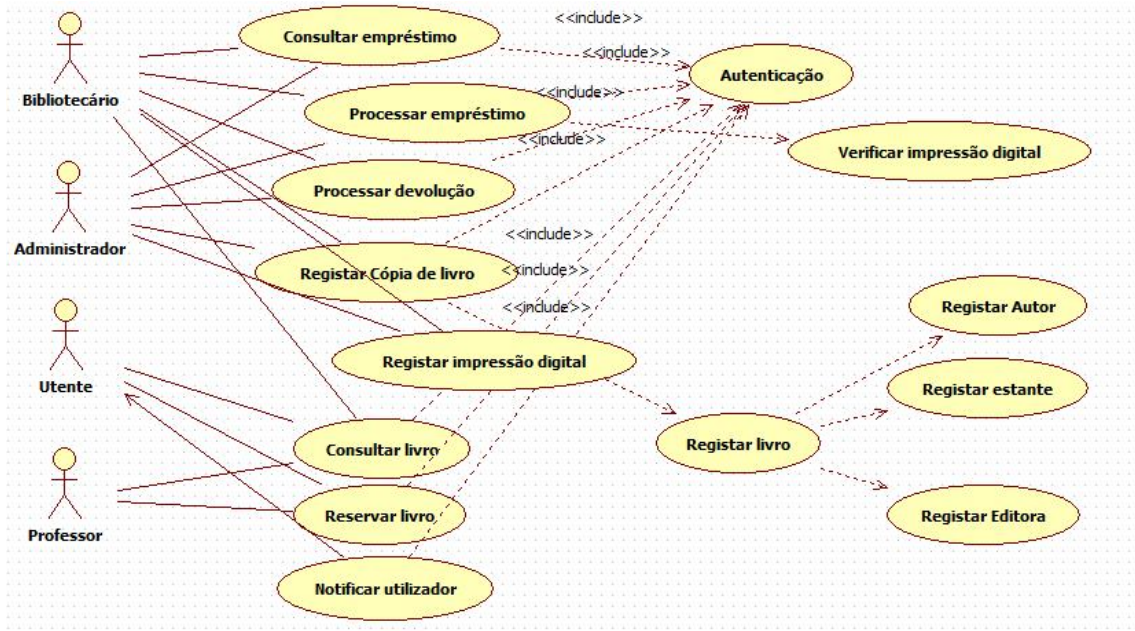 <<include>>
Consultar empréstimo
<<include>>
Autenticação
Bibliotecário
<<include>>
Processar empréstimo
<<include>>
Verificar impressão digital
Processar devolução
Administrador
<<include>>
Registar Cópia de livro
<<include>>
<<include>>
Registar Autor
Registar impressão digital
Utente
Registar estante
Consultar livro
Registar livro
Reservar livro
Registar Editora
Professor
Notificar utilizador